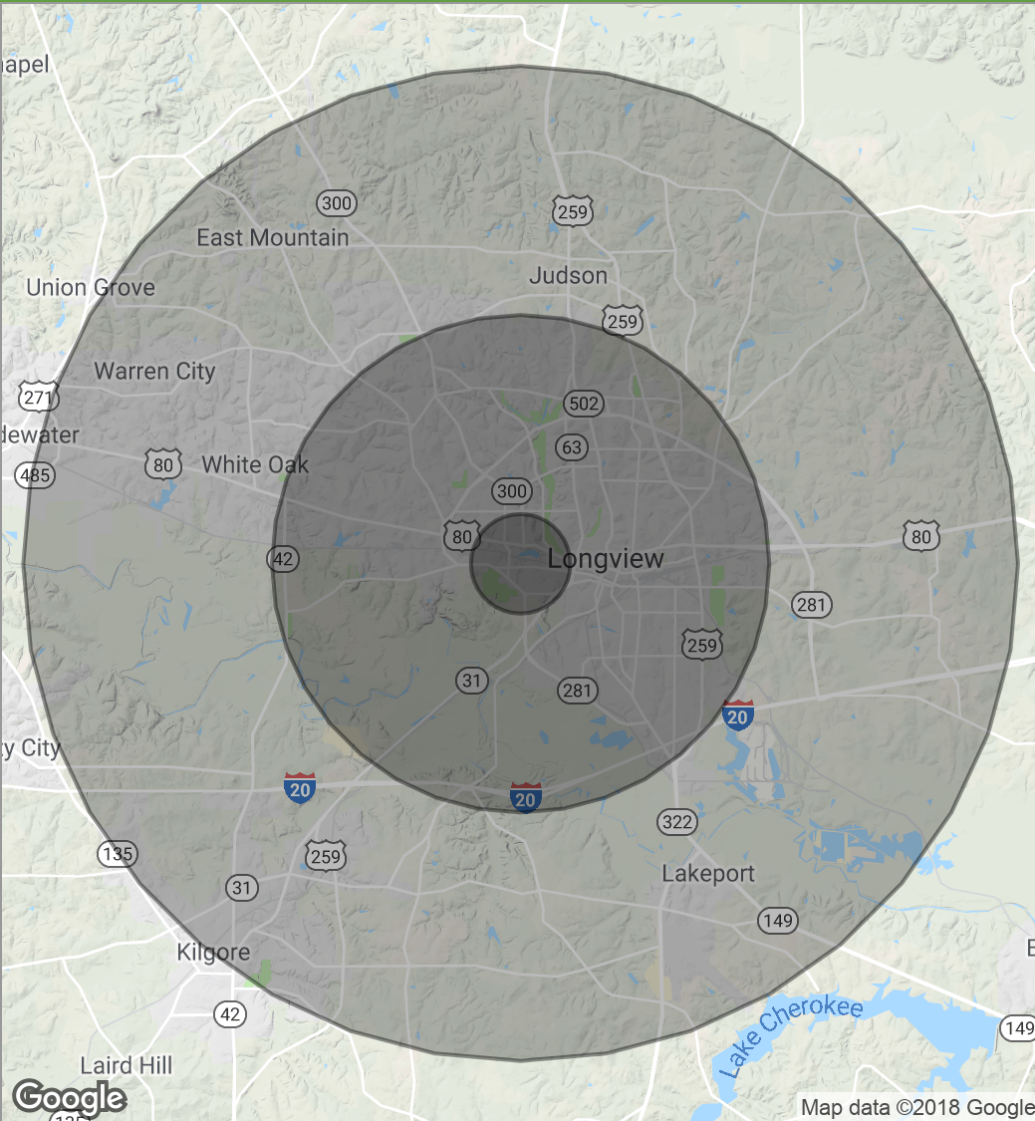 apel
300
259
East Mountain
Judson
Union Grove
259
Warren City
271
502
dewater
63
80
White Oak
485
300
80
80
42
Longview
281
259
31
281
20
y City
20
20
322
135
259
Lakeport
31
149
Kilgore
E
42
Lake Cherokee
149
Laird Hill
Google
Map data ©2018 Google